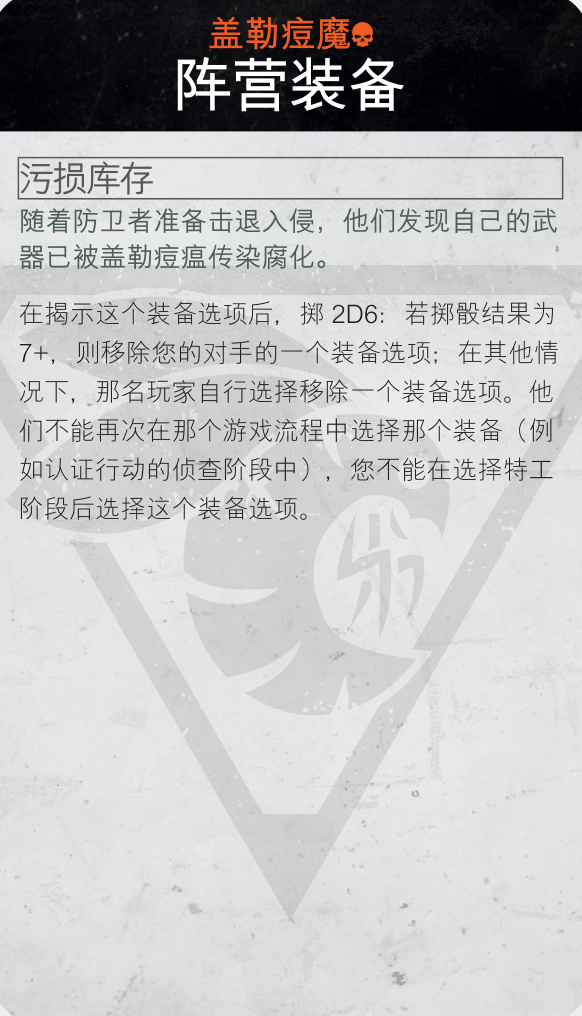 盖勒痘魔
阵营装备
污损库存
随着防卫者准备击退入侵，他们发现自己的武
器已被盖勒痘瘟传染腐化。
在揭示这个装备选项后，掷 2D6：若掷骰结果为
7+，则移除您的对手的一个装备选项；在其他情
况下，那名玩家自行选择移除一个装备选项。他
们不能再次在那个游戏流程中选择那个装备（例
如认证行动的侦查阶段中），您不能在选择特工
阶段后选择这个装备选项。